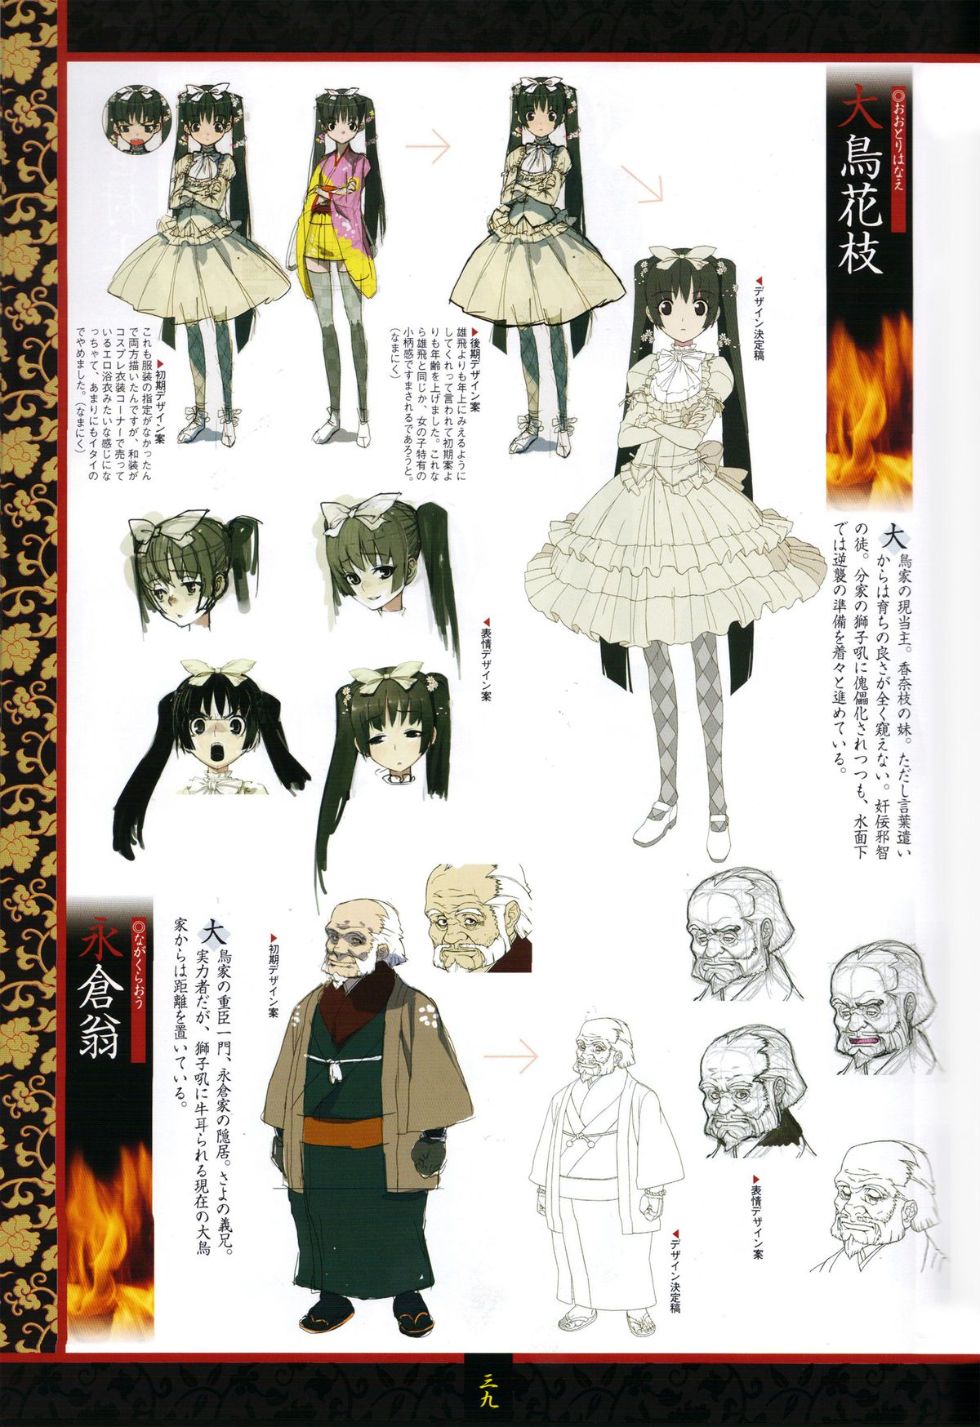 ◎おおとりはなえ
大鳥花枝
大鳥家の現当主。香奈枝の妹。ただし言葉遣い
からは育ちの良さが全く窺えない。奸佞邪智
の徒。分家の獅子吼に傀儡化されつつも、水面下
では逆襲の準備を着々と進めている。
▶デザイン決定稿
▶後期デザイン案
雄飛よりも年上にみえるように
してくれって言われて初期案よ
りも年齢を上げました。これな
ら雄飛と同じか、女の子特有の
小柄感ですまされるであろうと。
(なまにく)
▶初期デザイン案
これも服装の指定がなかったん
で両方描いたんですが、和装が
コスプレ衣装コーナーで売って
いるエロ浴衣みたいな感じにな
っちゃて、あまりにもイタイの
でやめました。(なまにく)
◀表情デザイン案
◎ながくらおう
永倉翁
大鳥家の重臣一門、永倉家の隠居。さよの義兄。
実力者だが、獅子吼に牛耳られる現在の大鳥
家からは距離を置いている。
▶初期デザイン案
▶表情デザイン案
◀デザイン決定稿
三九